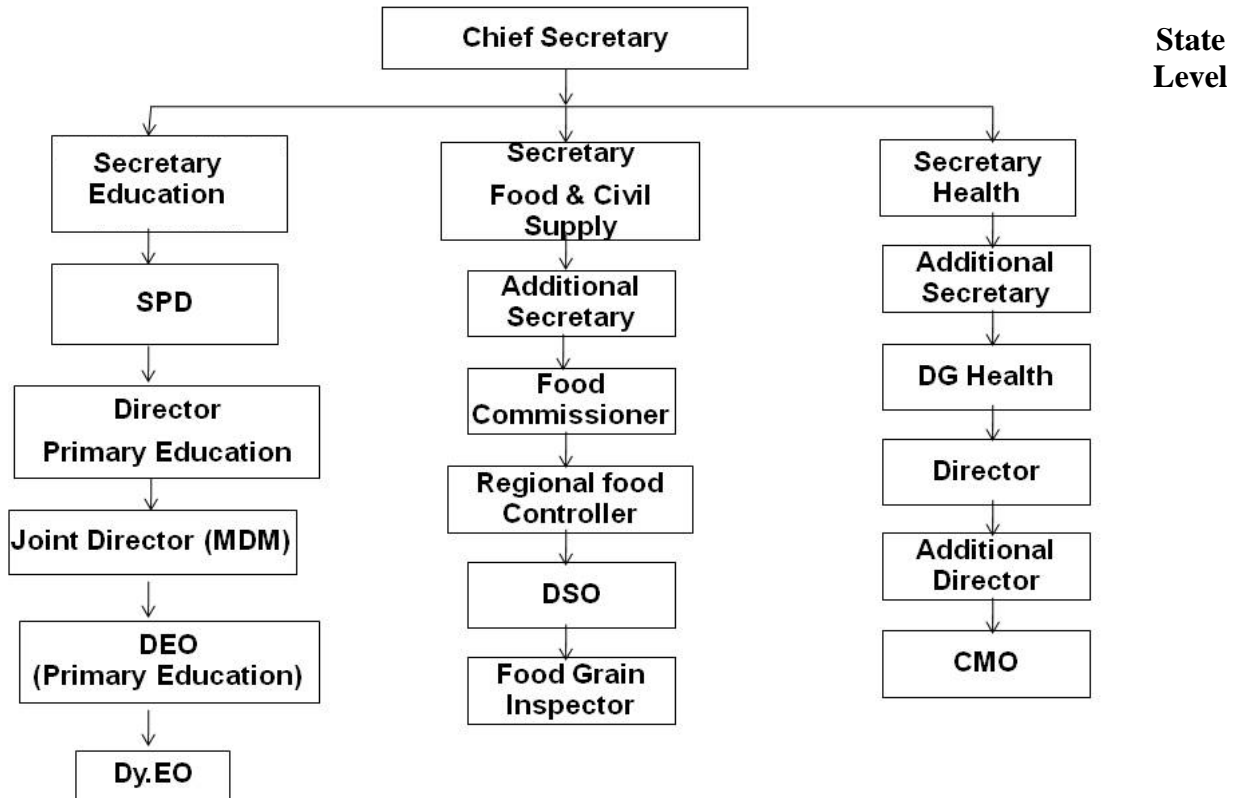 Chief Secretary
State
Level
Secretary
Education
SPD
Director
Primary Education
Joint Director (MDM)
DEO
(Primary Education)
Dy.EO
Secretary
Food & Civil
Supply
Additional
Secretary
Food
Commissioner
Regional food
Controller
DSO
Food Grain
Inspector
Secretary
Health
Additional
Secretary
DG Health
Director
Additional
Director
CMO